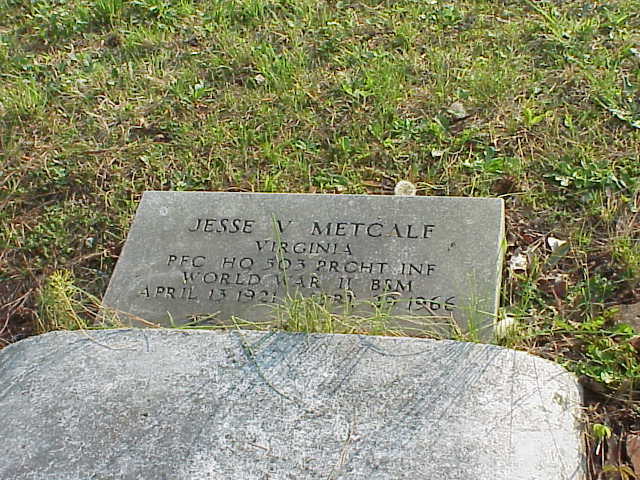 JESSE V METCALF
VIRGINIA
PFC HQ 503 PRCHT INF
WORLD WAR II BSM
APRIL 13 1921 1966